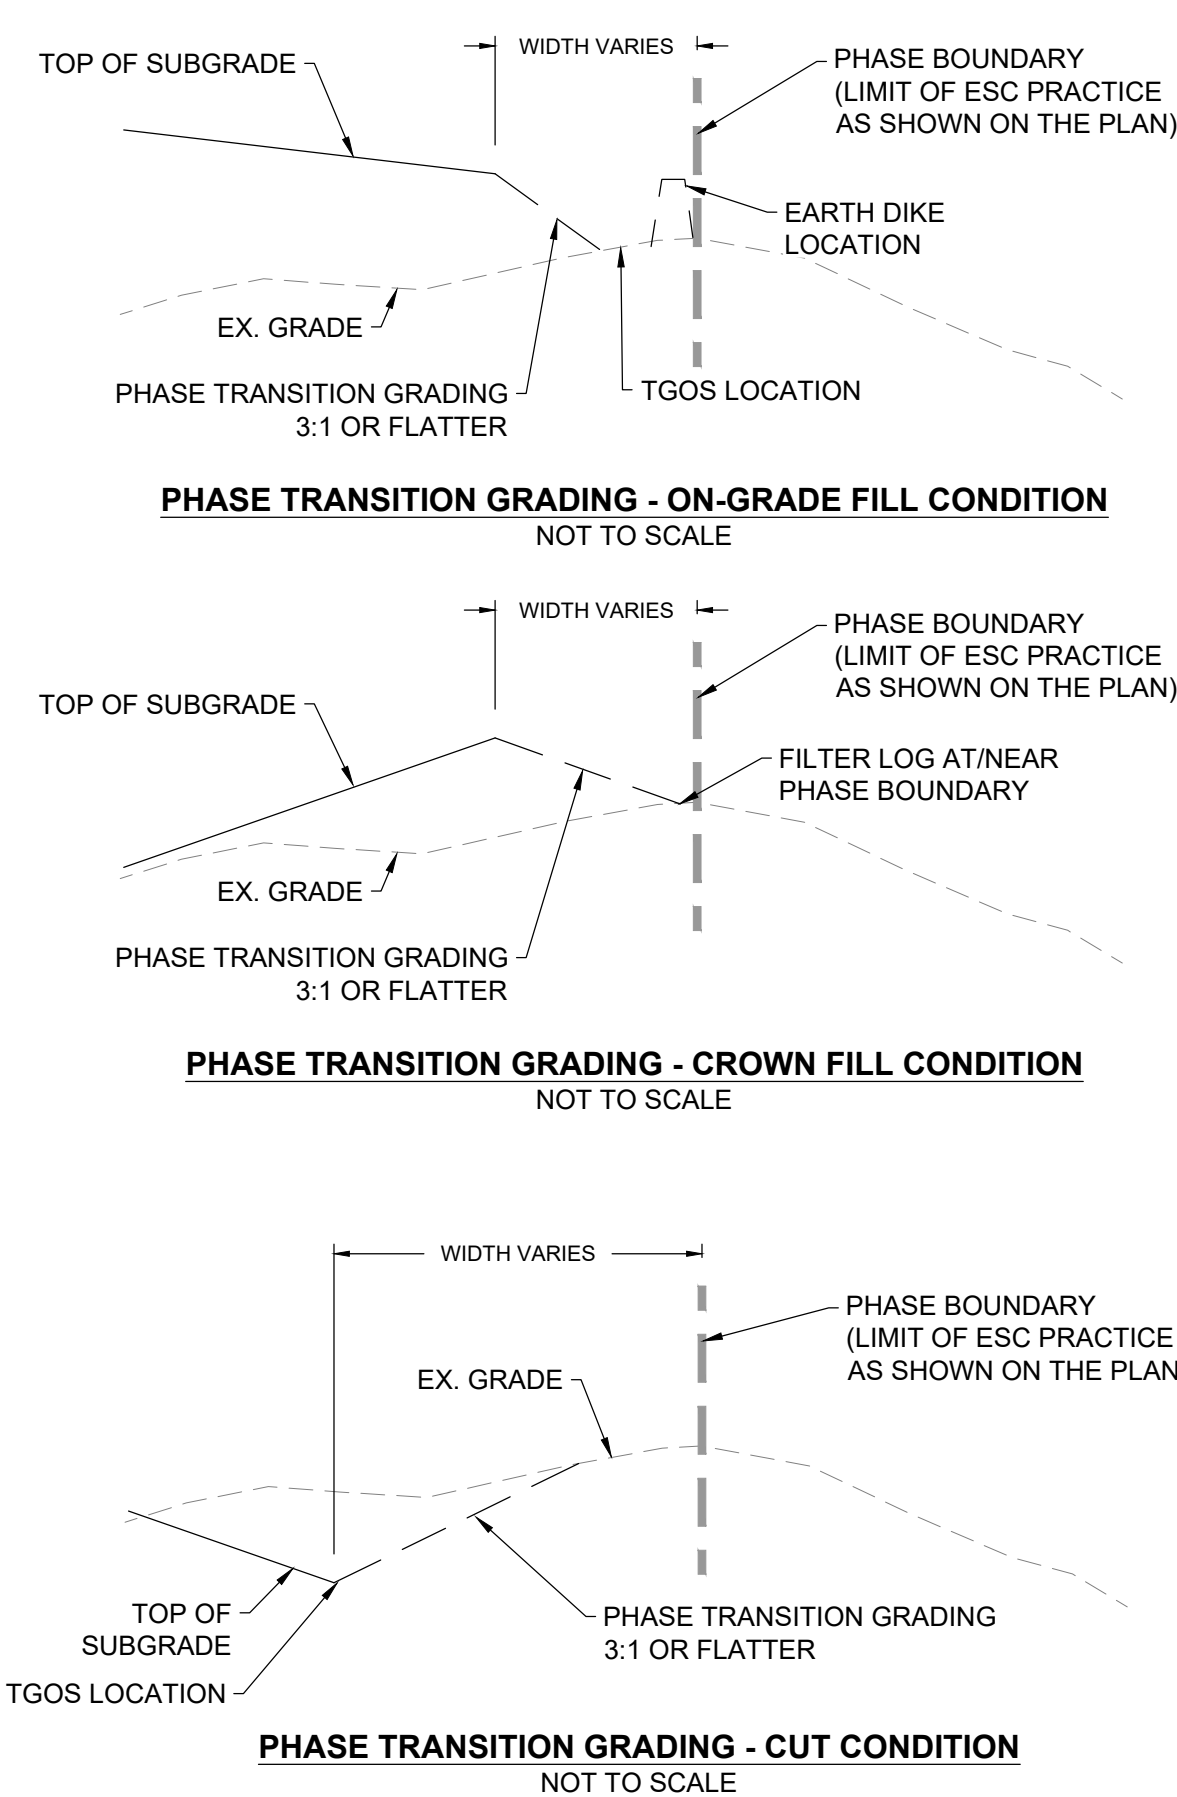 WIDTH VARIES
TOP OF SUBGRADE
PHASE BOUNDARY
(LIMIT OF ESC PRACTICE
AS SHOWN ON THE PLAN)
EARTH DIKE
LOCATION
EX. GRADE
PHASE TRANSITION GRADING
3:1 OR FLATTER
TGOS LOCATION
PHASE TRANSITION GRADING - ON-GRADE FILL CONDITION
NOT TO SCALE
WIDTH VARIES
PHASE BOUNDARY
(LIMIT OF ESC PRACTICE
AS SHOWN ON THE PLAN)
TOP OF SUBGRADE
FILTER LOG AT/NEAR
PHASE BOUNDARY
EX. GRADE
PHASE TRANSITION GRADING
3:1 OR FLATTER
PHASE TRANSITION GRADING - CROWN FILL CONDITION
NOT TO SCALE
WIDTH VARIES
PHASE BOUNDARY
(LIMIT OF ESC PRACTICE
AS SHOWN ON THE PLAN
EX. GRADE
TOP OF
SUBGRADE
PHASE TRANSITION GRADING
3:1 OR FLATTER
TGOS LOCATION
PHASE TRANSITION GRADING - CUT CONDITION
NOT TO SCALE